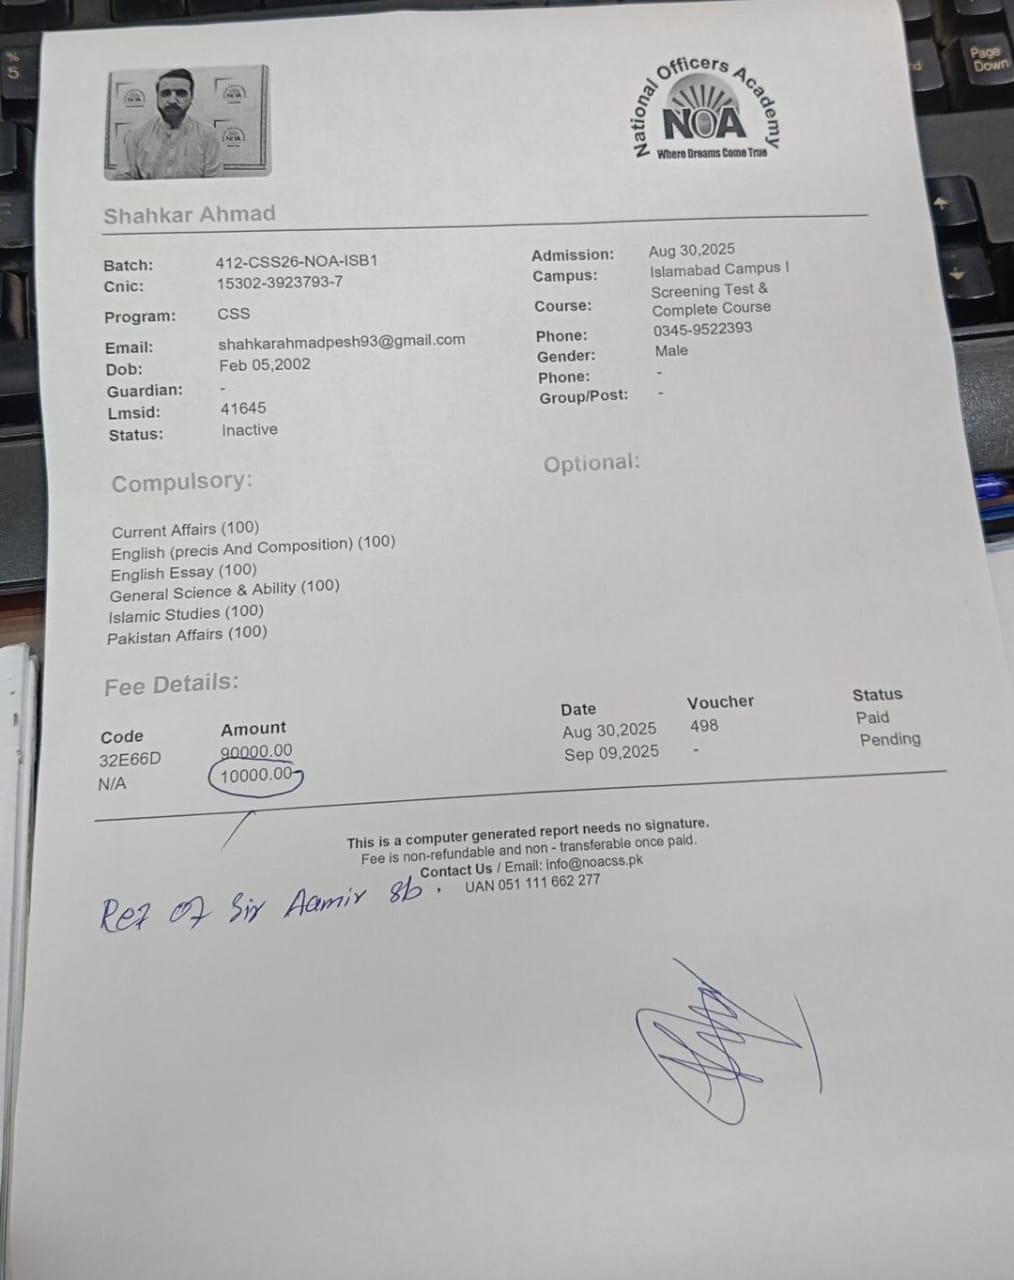 National Officers Academy
NOA
Where Dreams Come True
Shahkar Ahmad
Batch: 412-CSS26-NOA-ISB1
Cnic: 15302-3923793-7
Program: CSS
Email: shahkarahmadpesh93@gmail.com
Dob: Feb 05,2002
Guardian: -
Lmsid: 41645
Status: Inactive
Admission: Aug 30,2025
Campus: Islamabad Campus I
Course: Screening Test &
Complete Course
Phone: 0345-9522393
Gender: Male
Phone: -
Group/Post: -
Compulsory:
Current Affairs (100)
English (precis And Composition) (100)
English Essay (100)
General Science & Ability (100)
Islamic Studies (100)
Pakistan Affairs (100)
Optional:
Fee Details:
Code Amount Date Voucher Status
32E66D 90000.00 Aug 30,2025 498 Paid
N/A 10000.00 Sep 09,2025 - Pending
This is a computer generated report needs no signature.
Fee is non-refundable and non - transferable once paid.
Contact Us / Email: info@noacss.pk
UAN 051 111 662 277
Ref of Sir Aamir Sb.
% 5
Page Down